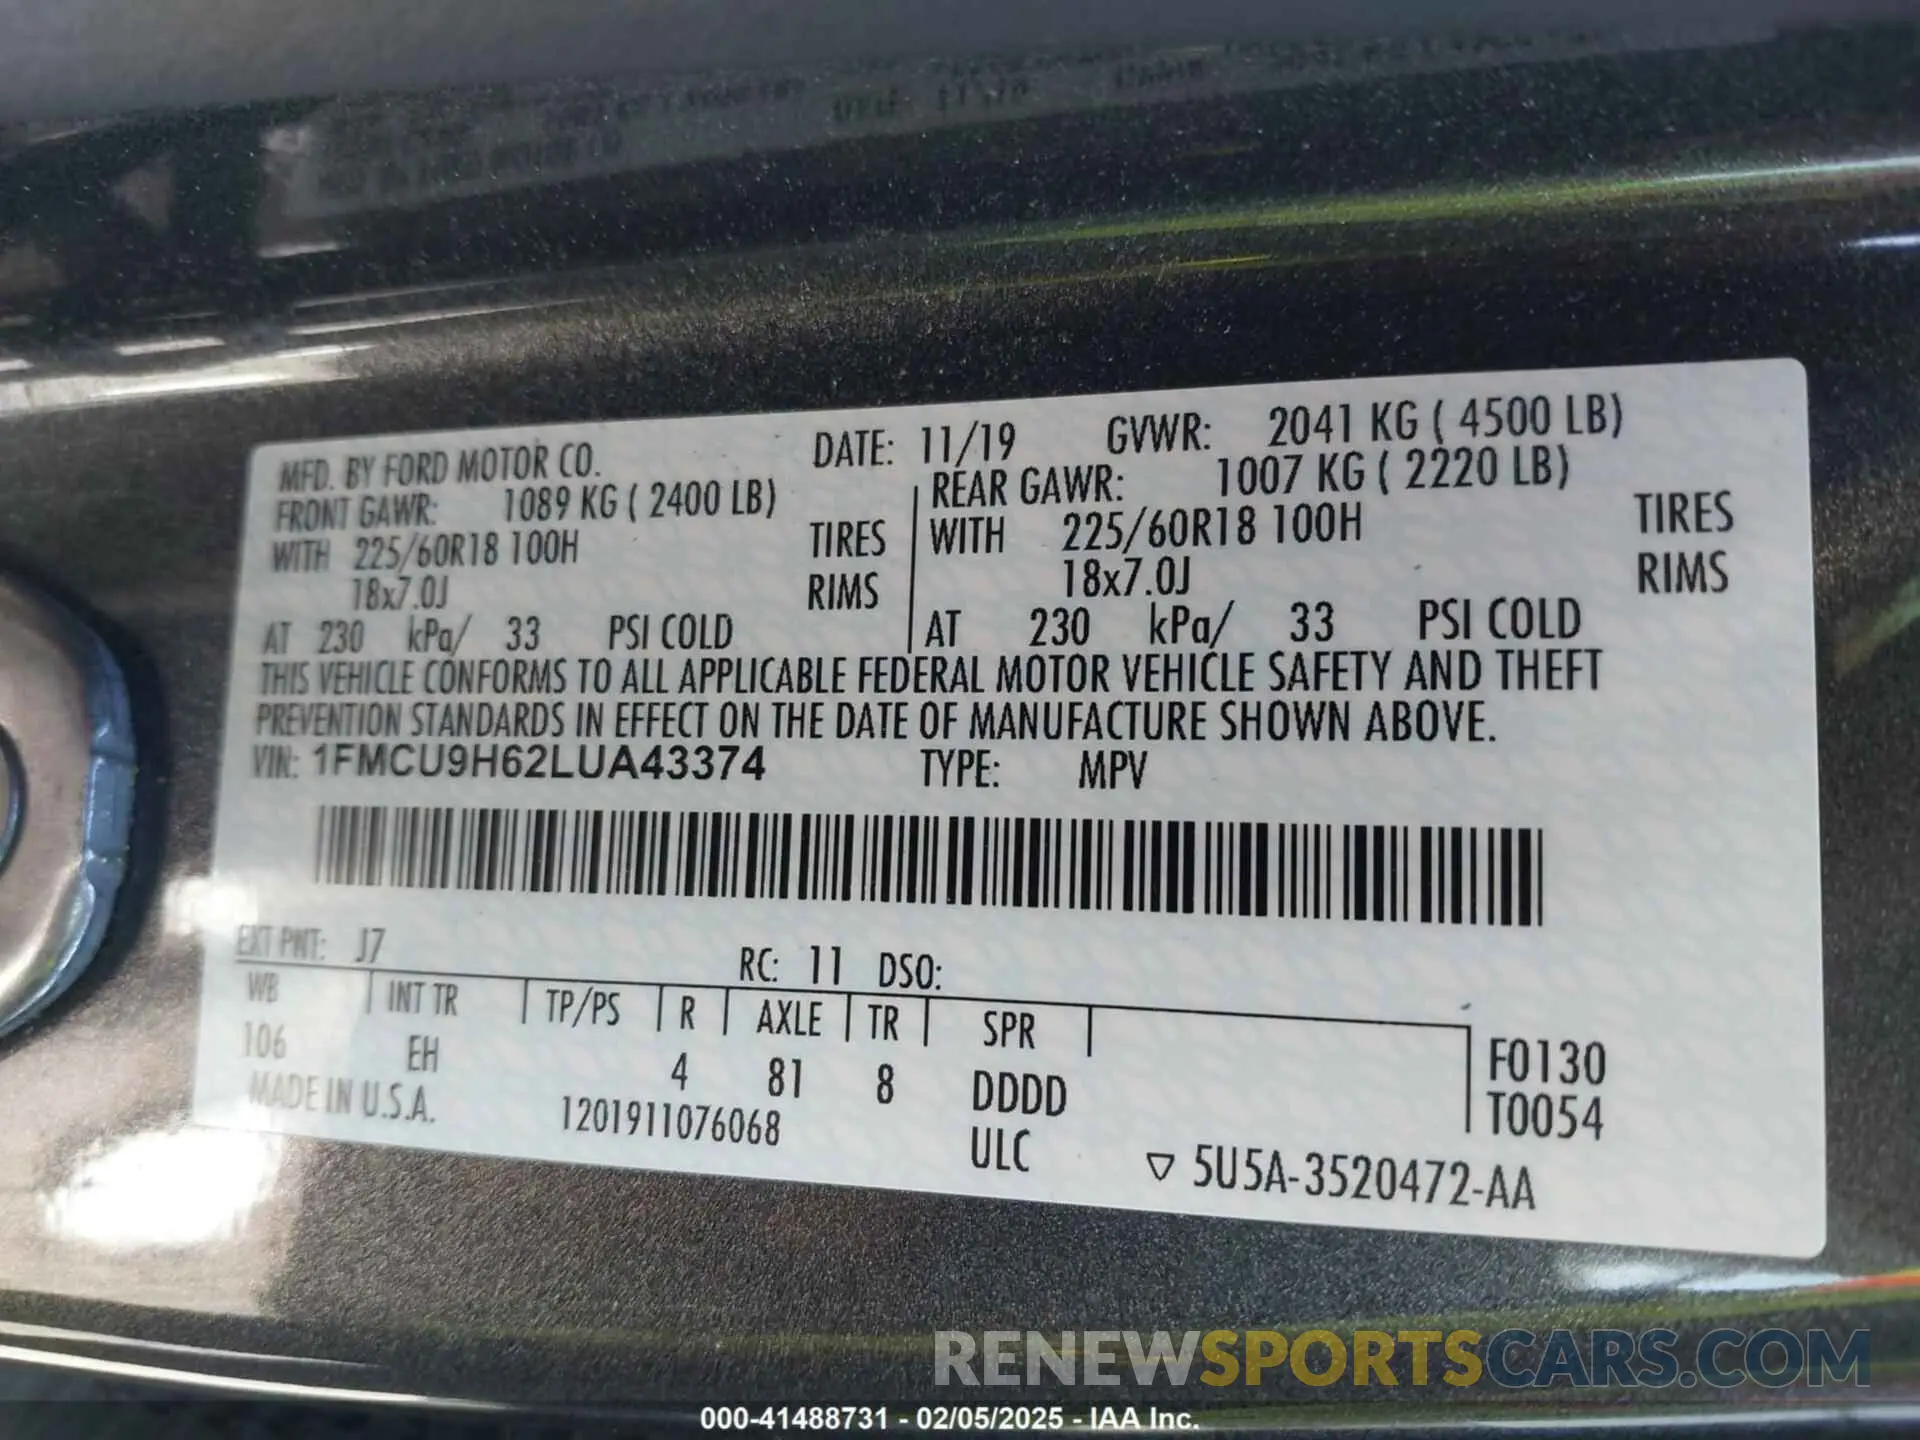 MFD. BY FORD MOTOR CO. DATE: 11/19 GVWR: 2041 KG ( 4500 LB)
FRONT GAWR: 1089 KG ( 2400 LB) REAR GAWR: 1007 KG ( 2220 LB)
WITH 225/60R18 100H TIRES WITH 225/60R18 100H TIRES
18x7.0J RIMS 18x7.0J RIMS
AT 230 kPa/ 33 PSI COLD AT 230 kPa/ 33 PSI COLD
THIS VEHICLE CONFORMS TO ALL APPLICABLE FEDERAL MOTOR VEHICLE SAFETY AND THEFT
PREVENTION STANDARDS IN EFFECT ON THE DATE OF MANUFACTURE SHOWN ABOVE.
VIN: 1FMCU9H62LUA43374 TYPE: MPV
EXT PNT: J7 RC: 11 DSO:
WB INT TR TP/PS R AXLE TR SPR
106 EH 4 81 8 DDDD F0130
MADE IN U.S.A. 1201911076068 ULC T0054
▽ 5U5A-3520472-AA
RENEWSPORTSCARS.COM
000-41488731 - 02/05/2025 - IAA Inc.